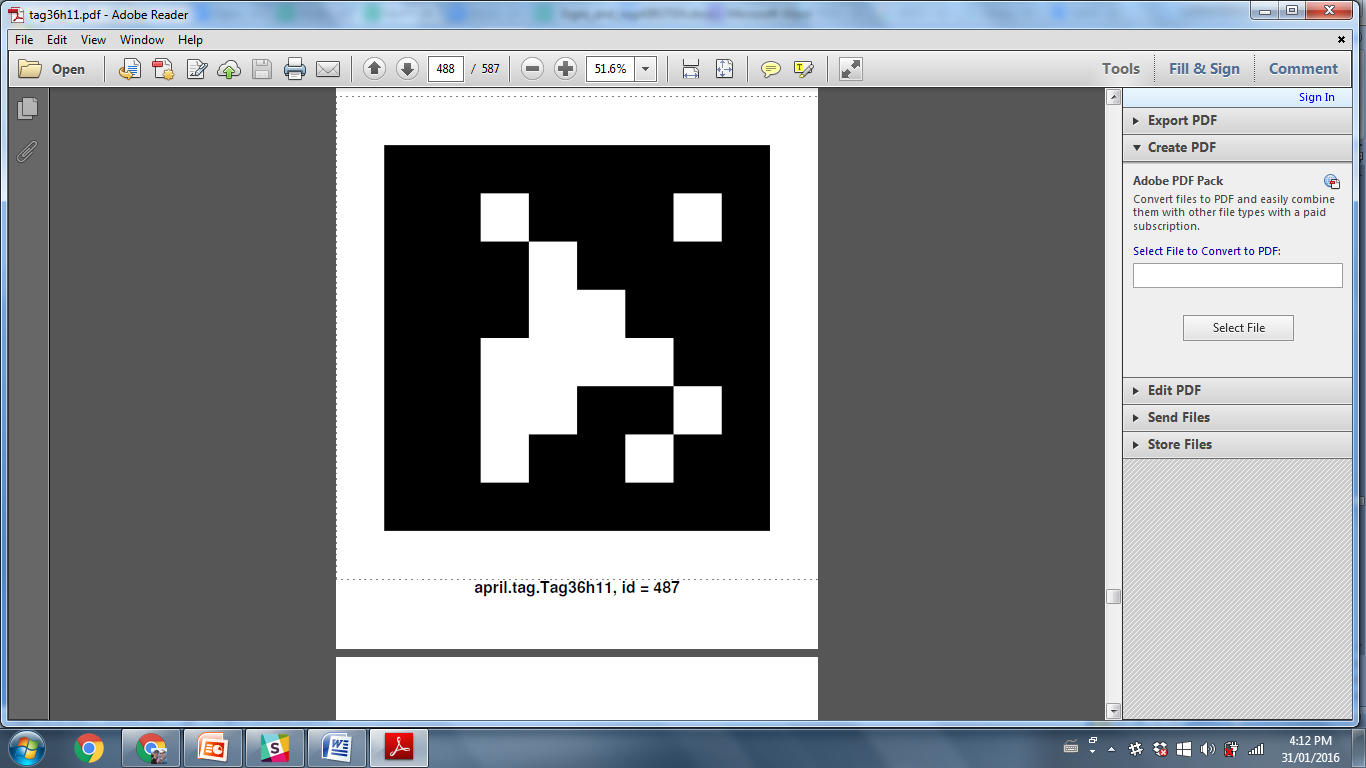 tag36h11.pdf - Adobe Reader
File Edit View Window Help
Open 488 / 587 51.6% Tools Fill & Sign Comment
Sign In
Export PDF
Create PDF
Adobe PDF Pack
Convert files to PDF and easily combine
them with other file types with a paid
subscription.
Select File to Convert to PDF:
Select File
Edit PDF
Send Files
Store Files
april.tag.Tag36h11, id = 487
4:12 PM
31/01/2016